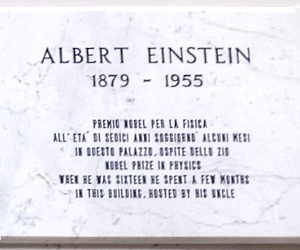 ALBERT EINSTEIN
1879 - 1955
PREMIO NOBEL PER LA FISICA
ALL'ETA' DI SEDICI ANNI SOGGIORNO' ALCUNI MESI
IN QUESTO PALAZZO, OSPITE DELLO ZIO
NOBEL PRIZE IN PHYSICS
WHEN HE WAS SIXTEEN HE SPENT A FEW MONTHS
IN THIS BUILDING, HOSTED BY HIS UNCLE